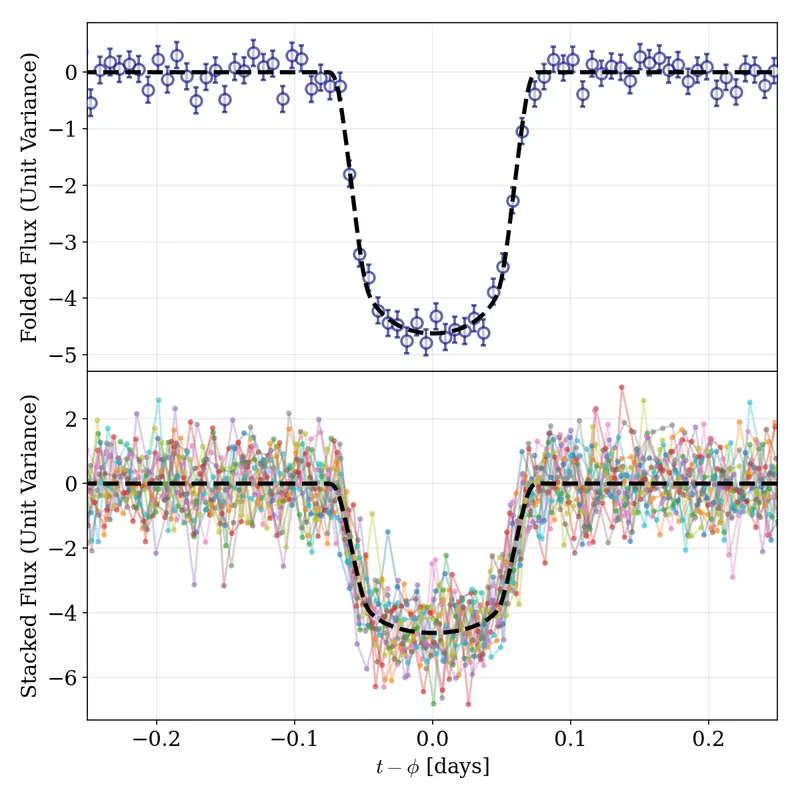 Folded Flux (Unit Variance)
0
−1
−2
−3
−4
−5
Stacked Flux (Unit Variance)
2
0
−2
−4
−6
−0.2 −0.1 0.0 0.1 0.2
t − ϕ [days]